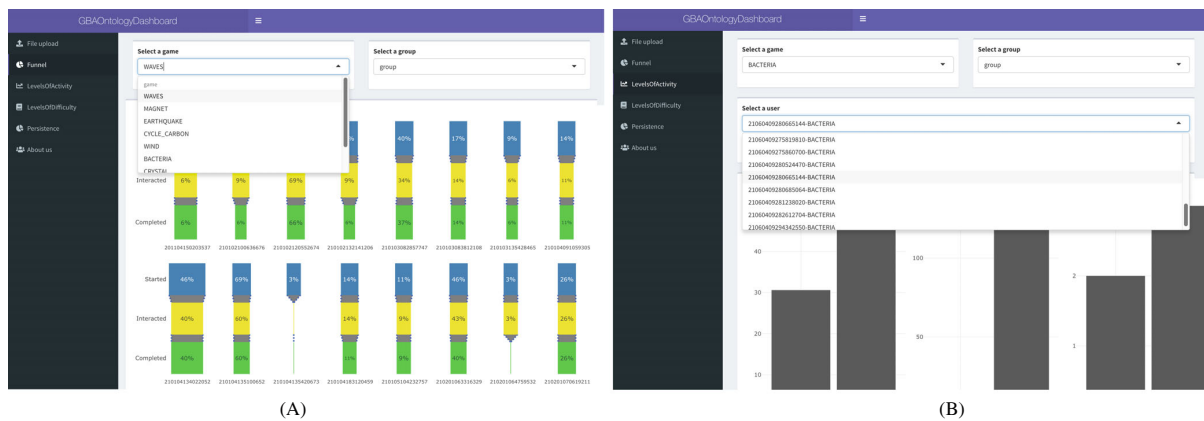 GBAOntologyDashboard
File upload
Funnel
LevelsOfActivity
LevelsOfDifficulty
Persistence
About us
Select a game
WAVES
game
WAVES
MAGNET
EARTHQUAKE
CYCLE_CARBON
WIND
BACTERIA
CRYSTAL
Select a group
group
% 40% 17% 9% 14%
Interacted 6% 9% 69% 9% 34% 14% 6% 11%
Completed 6% 66% 37% 14% 11%
201104150203537 210102100636676 210102120552674 210102132141206 210103082857747 210103083812108 210103135428465 210104091059305
Started 46% 69% 3% 14% 11% 46% 3% 26%
Interacted 40% 60% 14% 9% 43% 3% 26%
Completed 40% 60% 11% 9% 40% 26%
210104134022052 210104135100652 210104135420673 210104183120459 210105104232757 210201063316329 210201064759532 210201070619211
(A)
GBAOntologyDashboard
File upload
Funnel
LevelsOfActivity
LevelsOfDifficulty
Persistence
About us
Select a game
BACTERIA
Select a group
group
Select a user
21060409280665144-BACTERIA
21060409275819810-BACTERIA
21060409275860700-BACTERIA
21060409280524470-BACTERIA
21060409280665144-BACTERIA
21060409280685064-BACTERIA
21060409281238020-BACTERIA
21060409282612704-BACTERIA
21060409294342550-BACTERIA
40
30
20
10
100
50
2
1
(B)